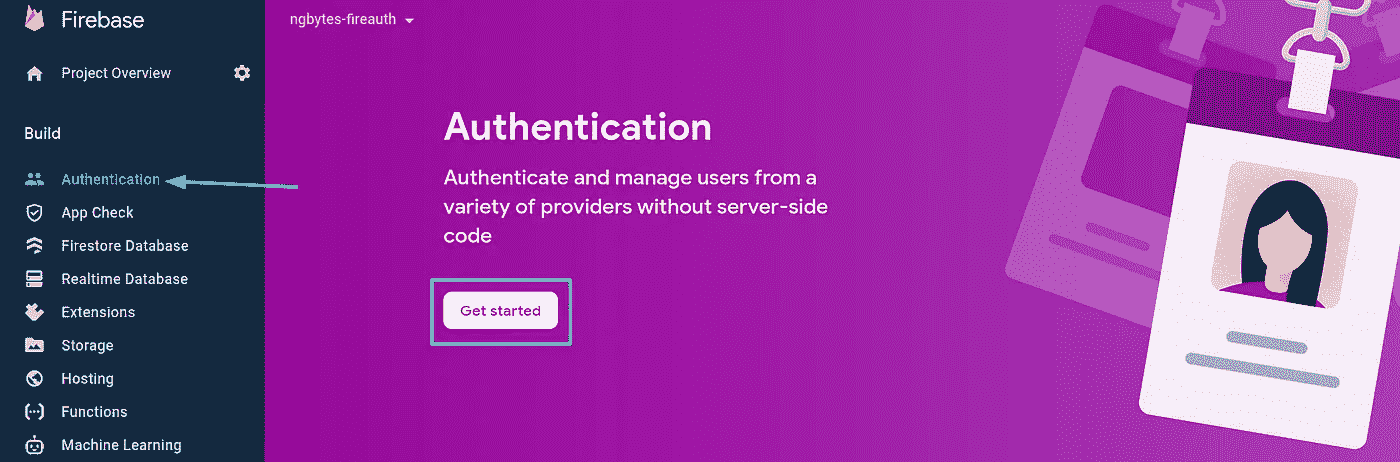 Firebase
Project Overview
Build
Authentication
App Check
Firestore Database
Realtime Database
Extensions
Storage
Hosting
Functions
Machine Learning
ngbytes-fireauth
Authentication
Authenticate and manage users from a
variety of providers without server-side
code
Get started